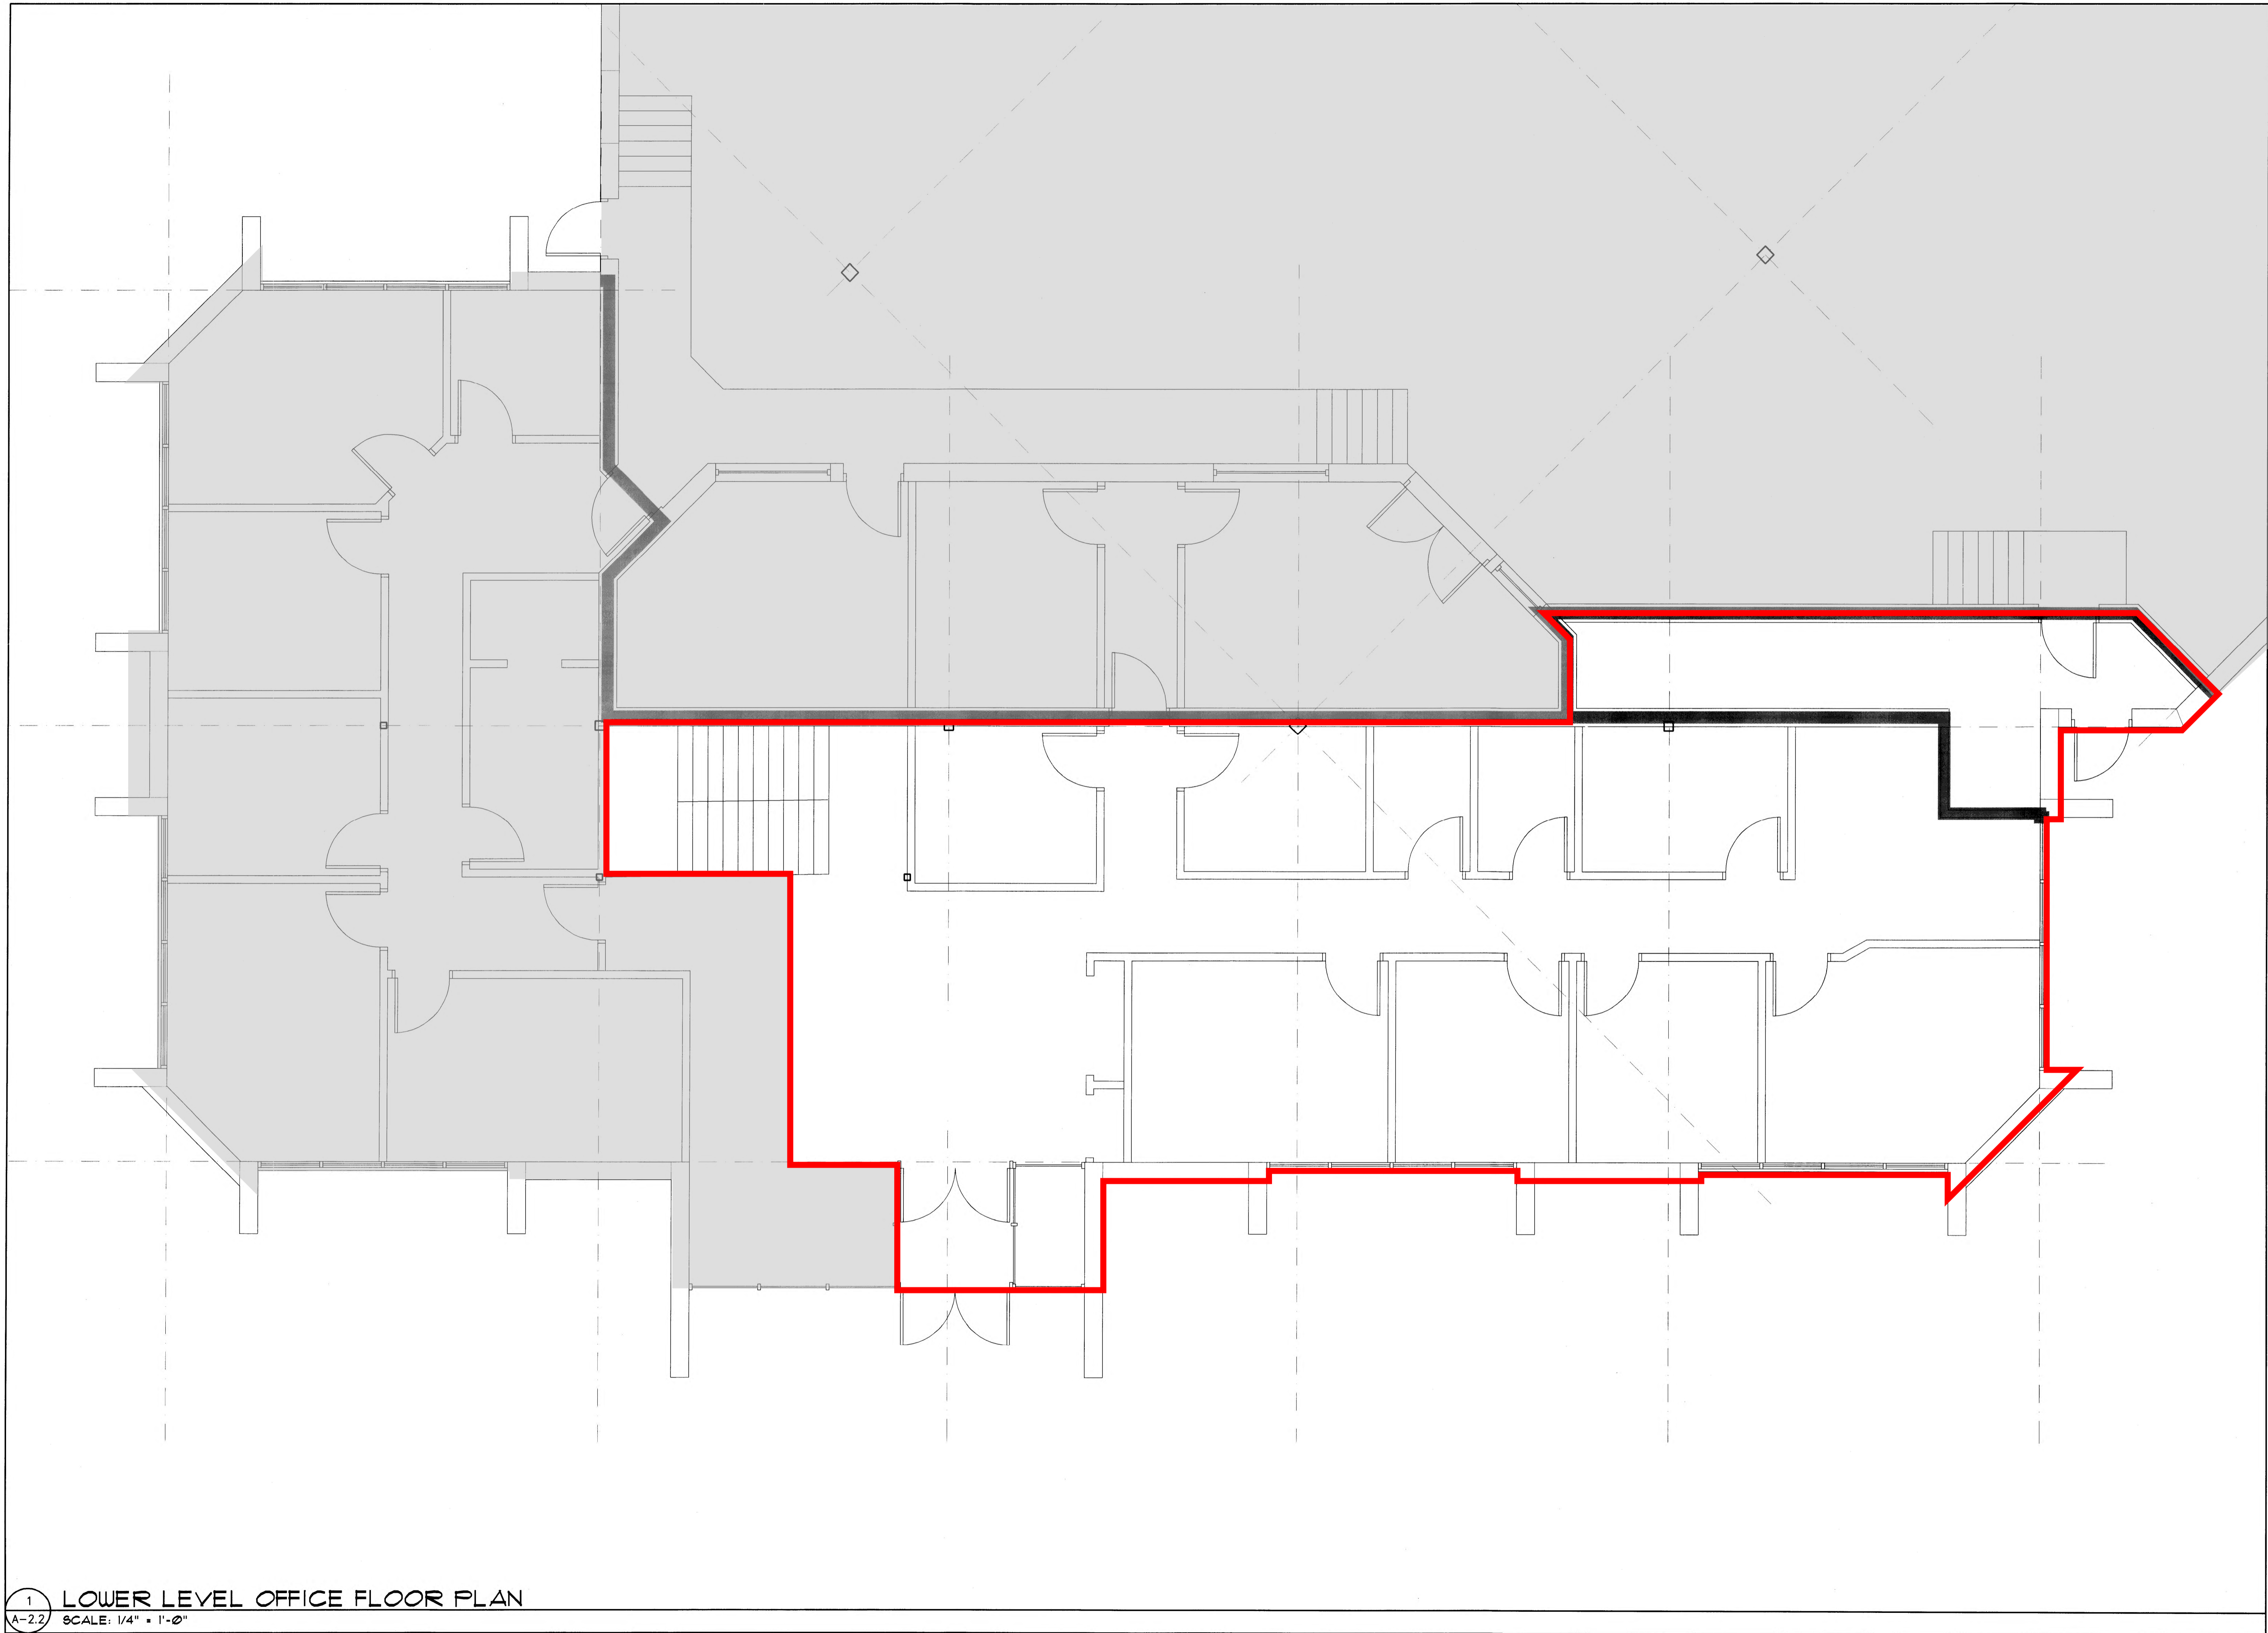 1
A-2.2
LOWER LEVEL OFFICE FLOOR PLAN
SCALE: 1/4" = 1'-0"